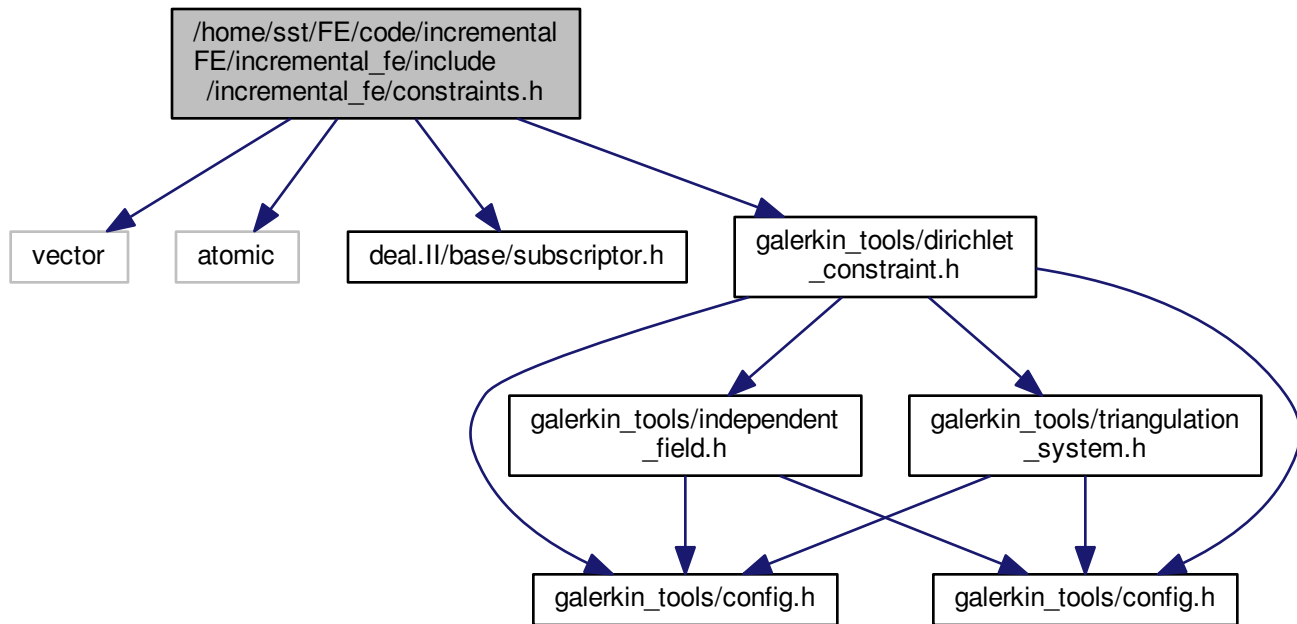 /home/sst/FE/code/incremental
FE/incremental_fe/include
/incremental_fe/constraints.h
vector
atomic
deal.II/base/subscriptor.h
galerkin_tools/dirichlet
_constraint.h
galerkin_tools/independent
_field.h
galerkin_tools/triangulation
_system.h
galerkin_tools/config.h
galerkin_tools/config.h